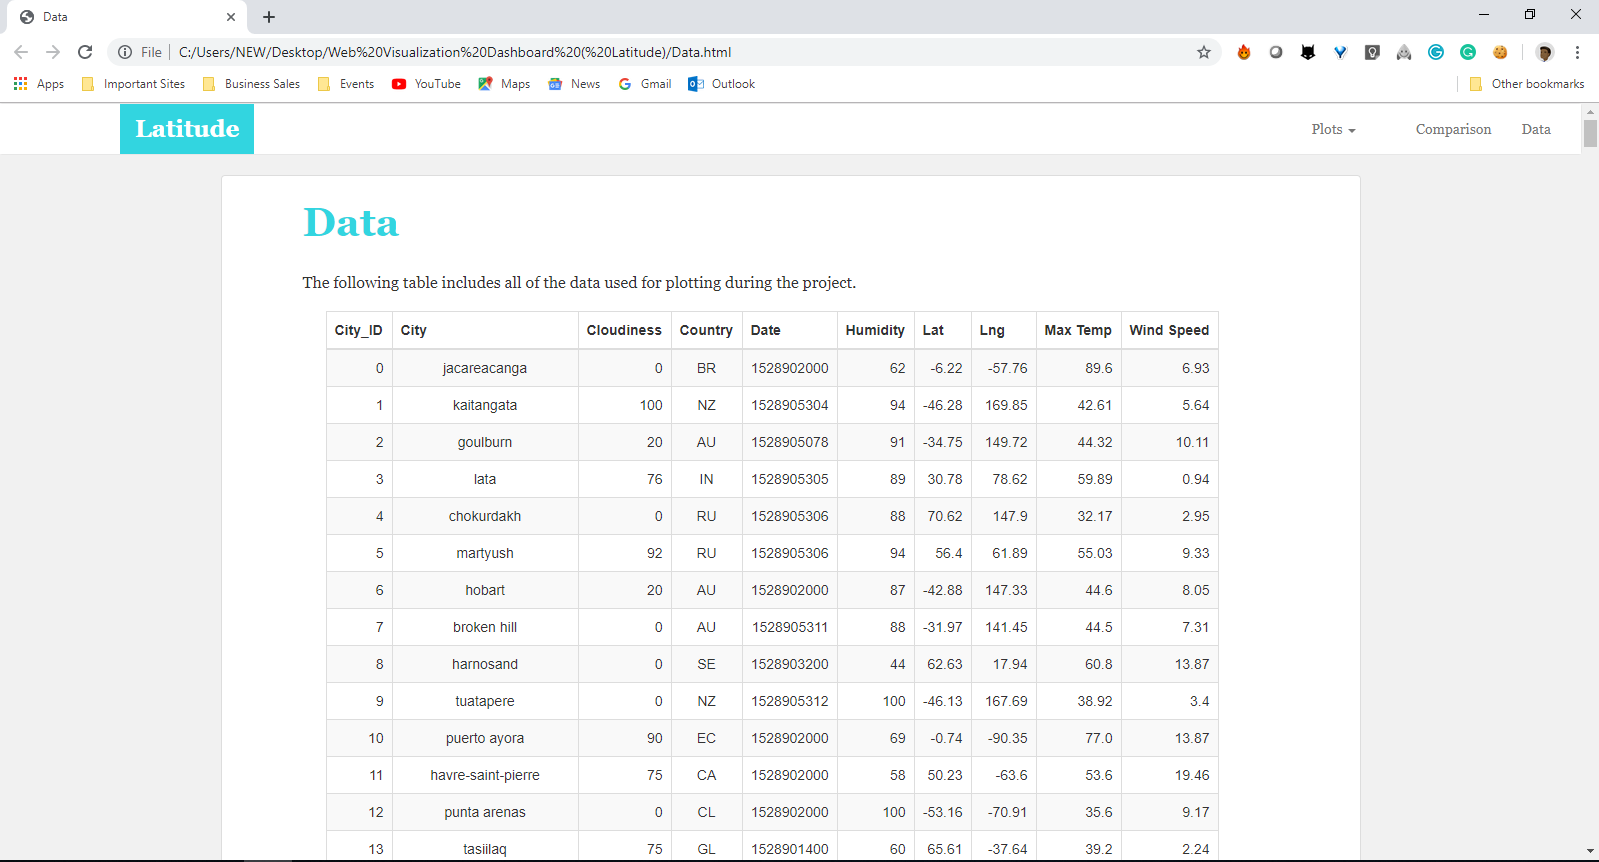 Data
File C:/Users/NEW/Desktop/Web%20Visualization%20Dashboard%20(%20Latitude)/Data.html
Apps Important Sites Business Sales Events YouTube Maps News Gmail Outlook Other bookmarks
Latitude Plots Comparison Data
Data
The following table includes all of the data used for plotting during the project.
City_ID City Cloudiness Country Date Humidity Lat Lng Max Temp Wind Speed
0 jacareacanga 0 BR 1528902000 62 -6.22 -57.76 89.6 6.93
1 kaitangata 100 NZ 1528905304 94 -46.28 169.85 42.61 5.64
2 goulburn 20 AU 1528905078 91 -34.75 149.72 44.32 10.11
3 lata 76 IN 1528905305 89 30.78 78.62 59.89 0.94
4 chokurdakh 0 RU 1528905306 88 70.62 147.9 32.17 2.95
5 martyush 92 RU 1528905306 94 56.4 61.89 55.03 9.33
6 hobart 20 AU 1528902000 87 -42.88 147.33 44.6 8.05
7 broken hill 0 AU 1528905311 88 -31.97 141.45 44.5 7.31
8 harnosand 0 SE 1528903200 44 62.63 17.94 60.8 13.87
9 tuatapere 0 NZ 1528905312 100 -46.13 167.69 38.92 3.4
10 puerto ayora 90 EC 1528902000 69 -0.74 -90.35 77.0 13.87
11 havre-saint-pierre 75 CA 1528902000 58 50.23 -63.6 53.6 19.46
12 punta arenas 0 CL 1528902000 100 -53.16 -70.91 35.6 9.17
13 tasiilaq 75 GL 1528901400 60 65.61 -37.64 39.2 2.24